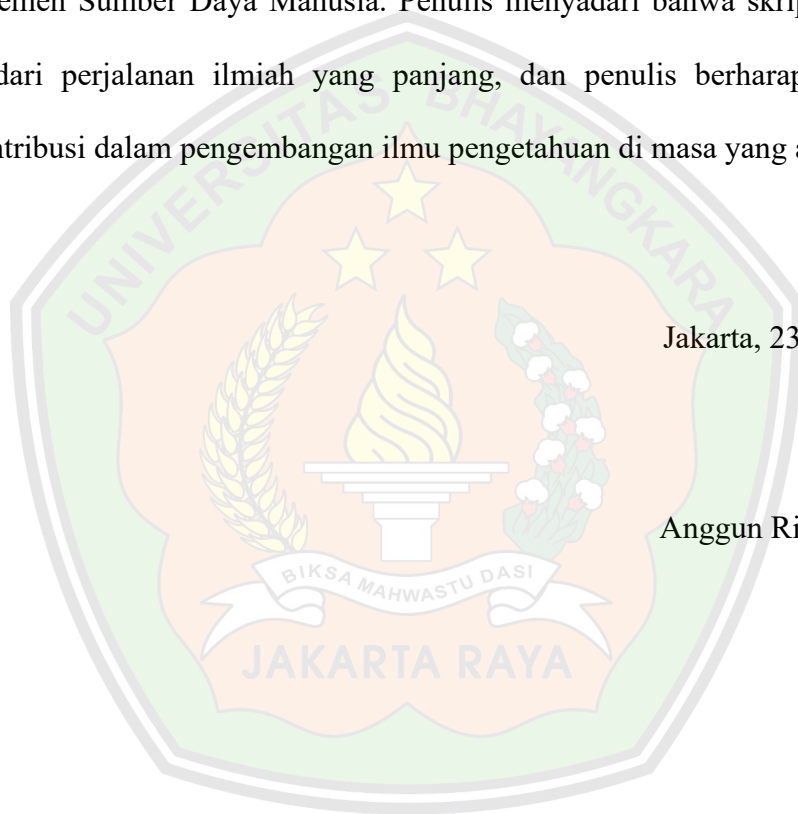 emen Sumber Daya Manusia. Penulis menyadari bahwa skrip
dari perjalanan ilmiah yang panjang, dan penulis berharap
ntribusi dalam pengembangan ilmu pengetahuan di masa yang a
UNIVERSITAS BHAYANGKARA
Jakarta, 23
Anggun Ri
BIKSA MAHWASTU DASI
JAKARTA RAYA